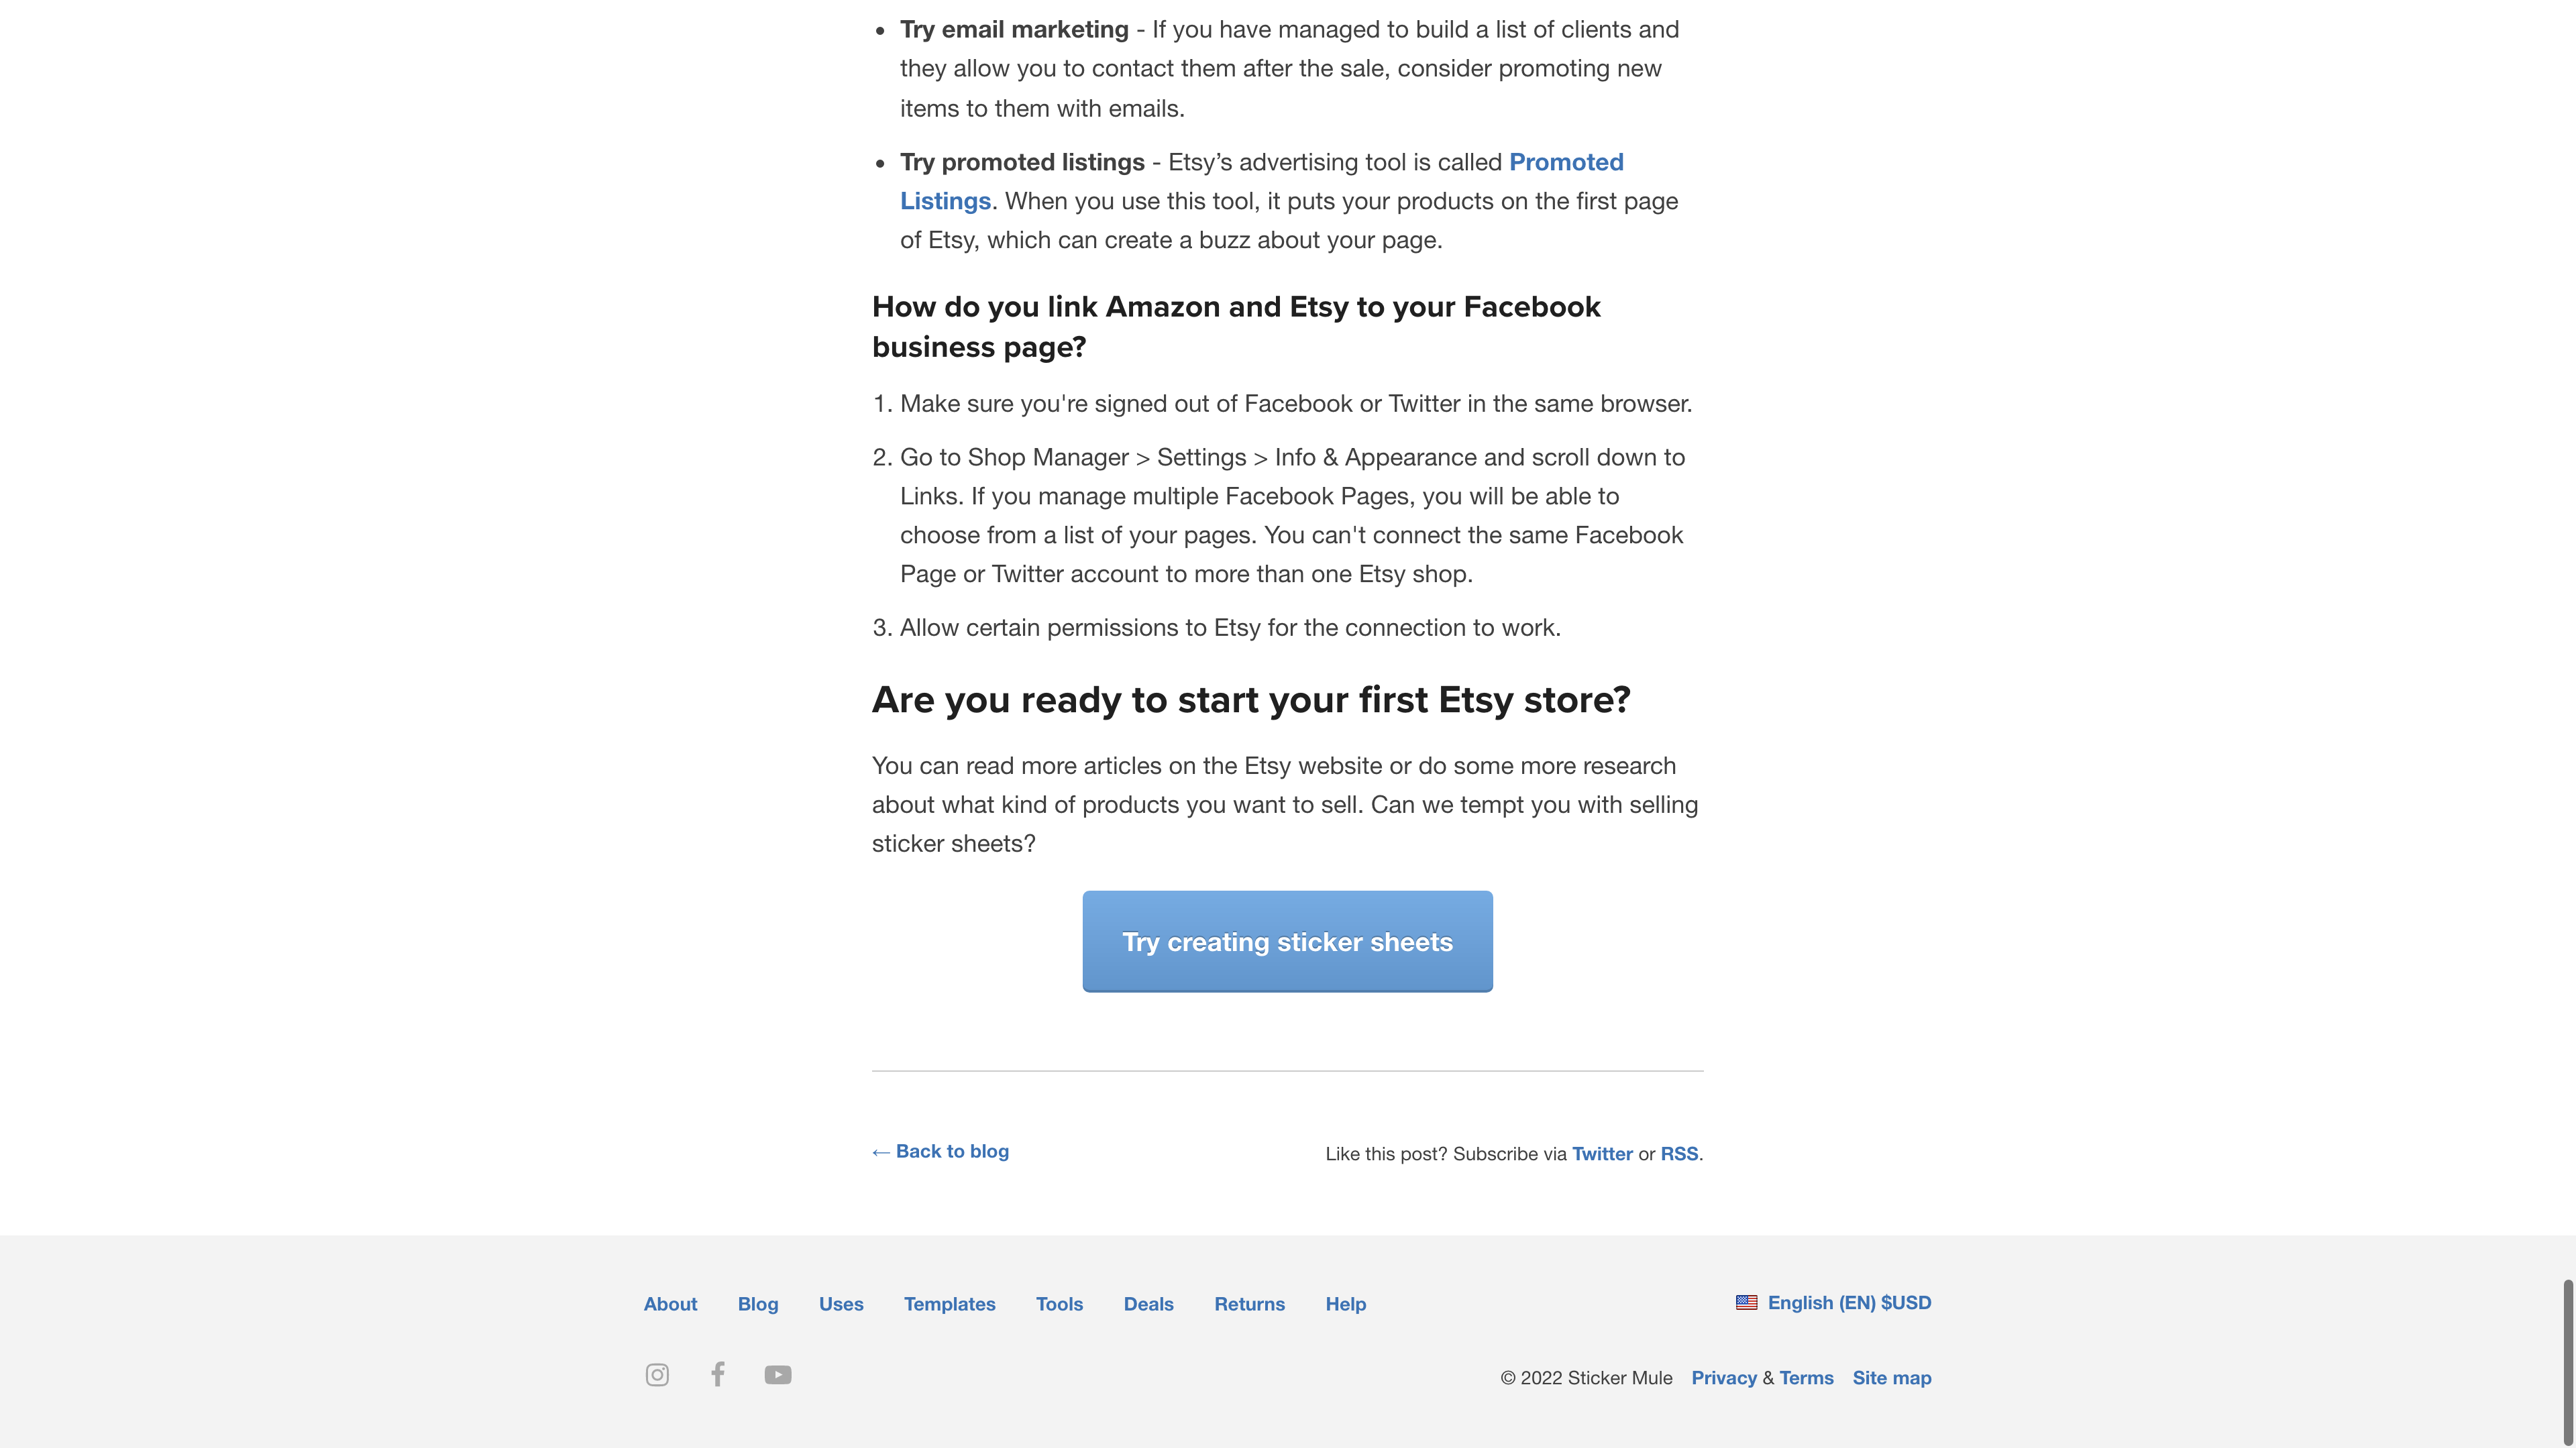 • Try email marketing - If you have managed to build a list of clients and
they allow you to contact them after the sale, consider promoting new
items to them with emails.
• Try promoted listings - Etsy’s advertising tool is called Promoted
Listings. When you use this tool, it puts your products on the first page
of Etsy, which can create a buzz about your page.
How do you link Amazon and Etsy to your Facebook
business page?
1. Make sure you're signed out of Facebook or Twitter in the same browser.
2. Go to Shop Manager > Settings > Info & Appearance and scroll down to
Links. If you manage multiple Facebook Pages, you will be able to
choose from a list of your pages. You can't connect the same Facebook
Page or Twitter account to more than one Etsy shop.
3. Allow certain permissions to Etsy for the connection to work.
Are you ready to start your first Etsy store?
You can read more articles on the Etsy website or do some more research
about what kind of products you want to sell. Can we tempt you with selling
sticker sheets?
Try creating sticker sheets
← Back to blog
Like this post? Subscribe via Twitter or RSS.
About Blog Uses Templates Tools Deals Returns Help
English (EN) $USD
© 2022 Sticker Mule Privacy & Terms Site map